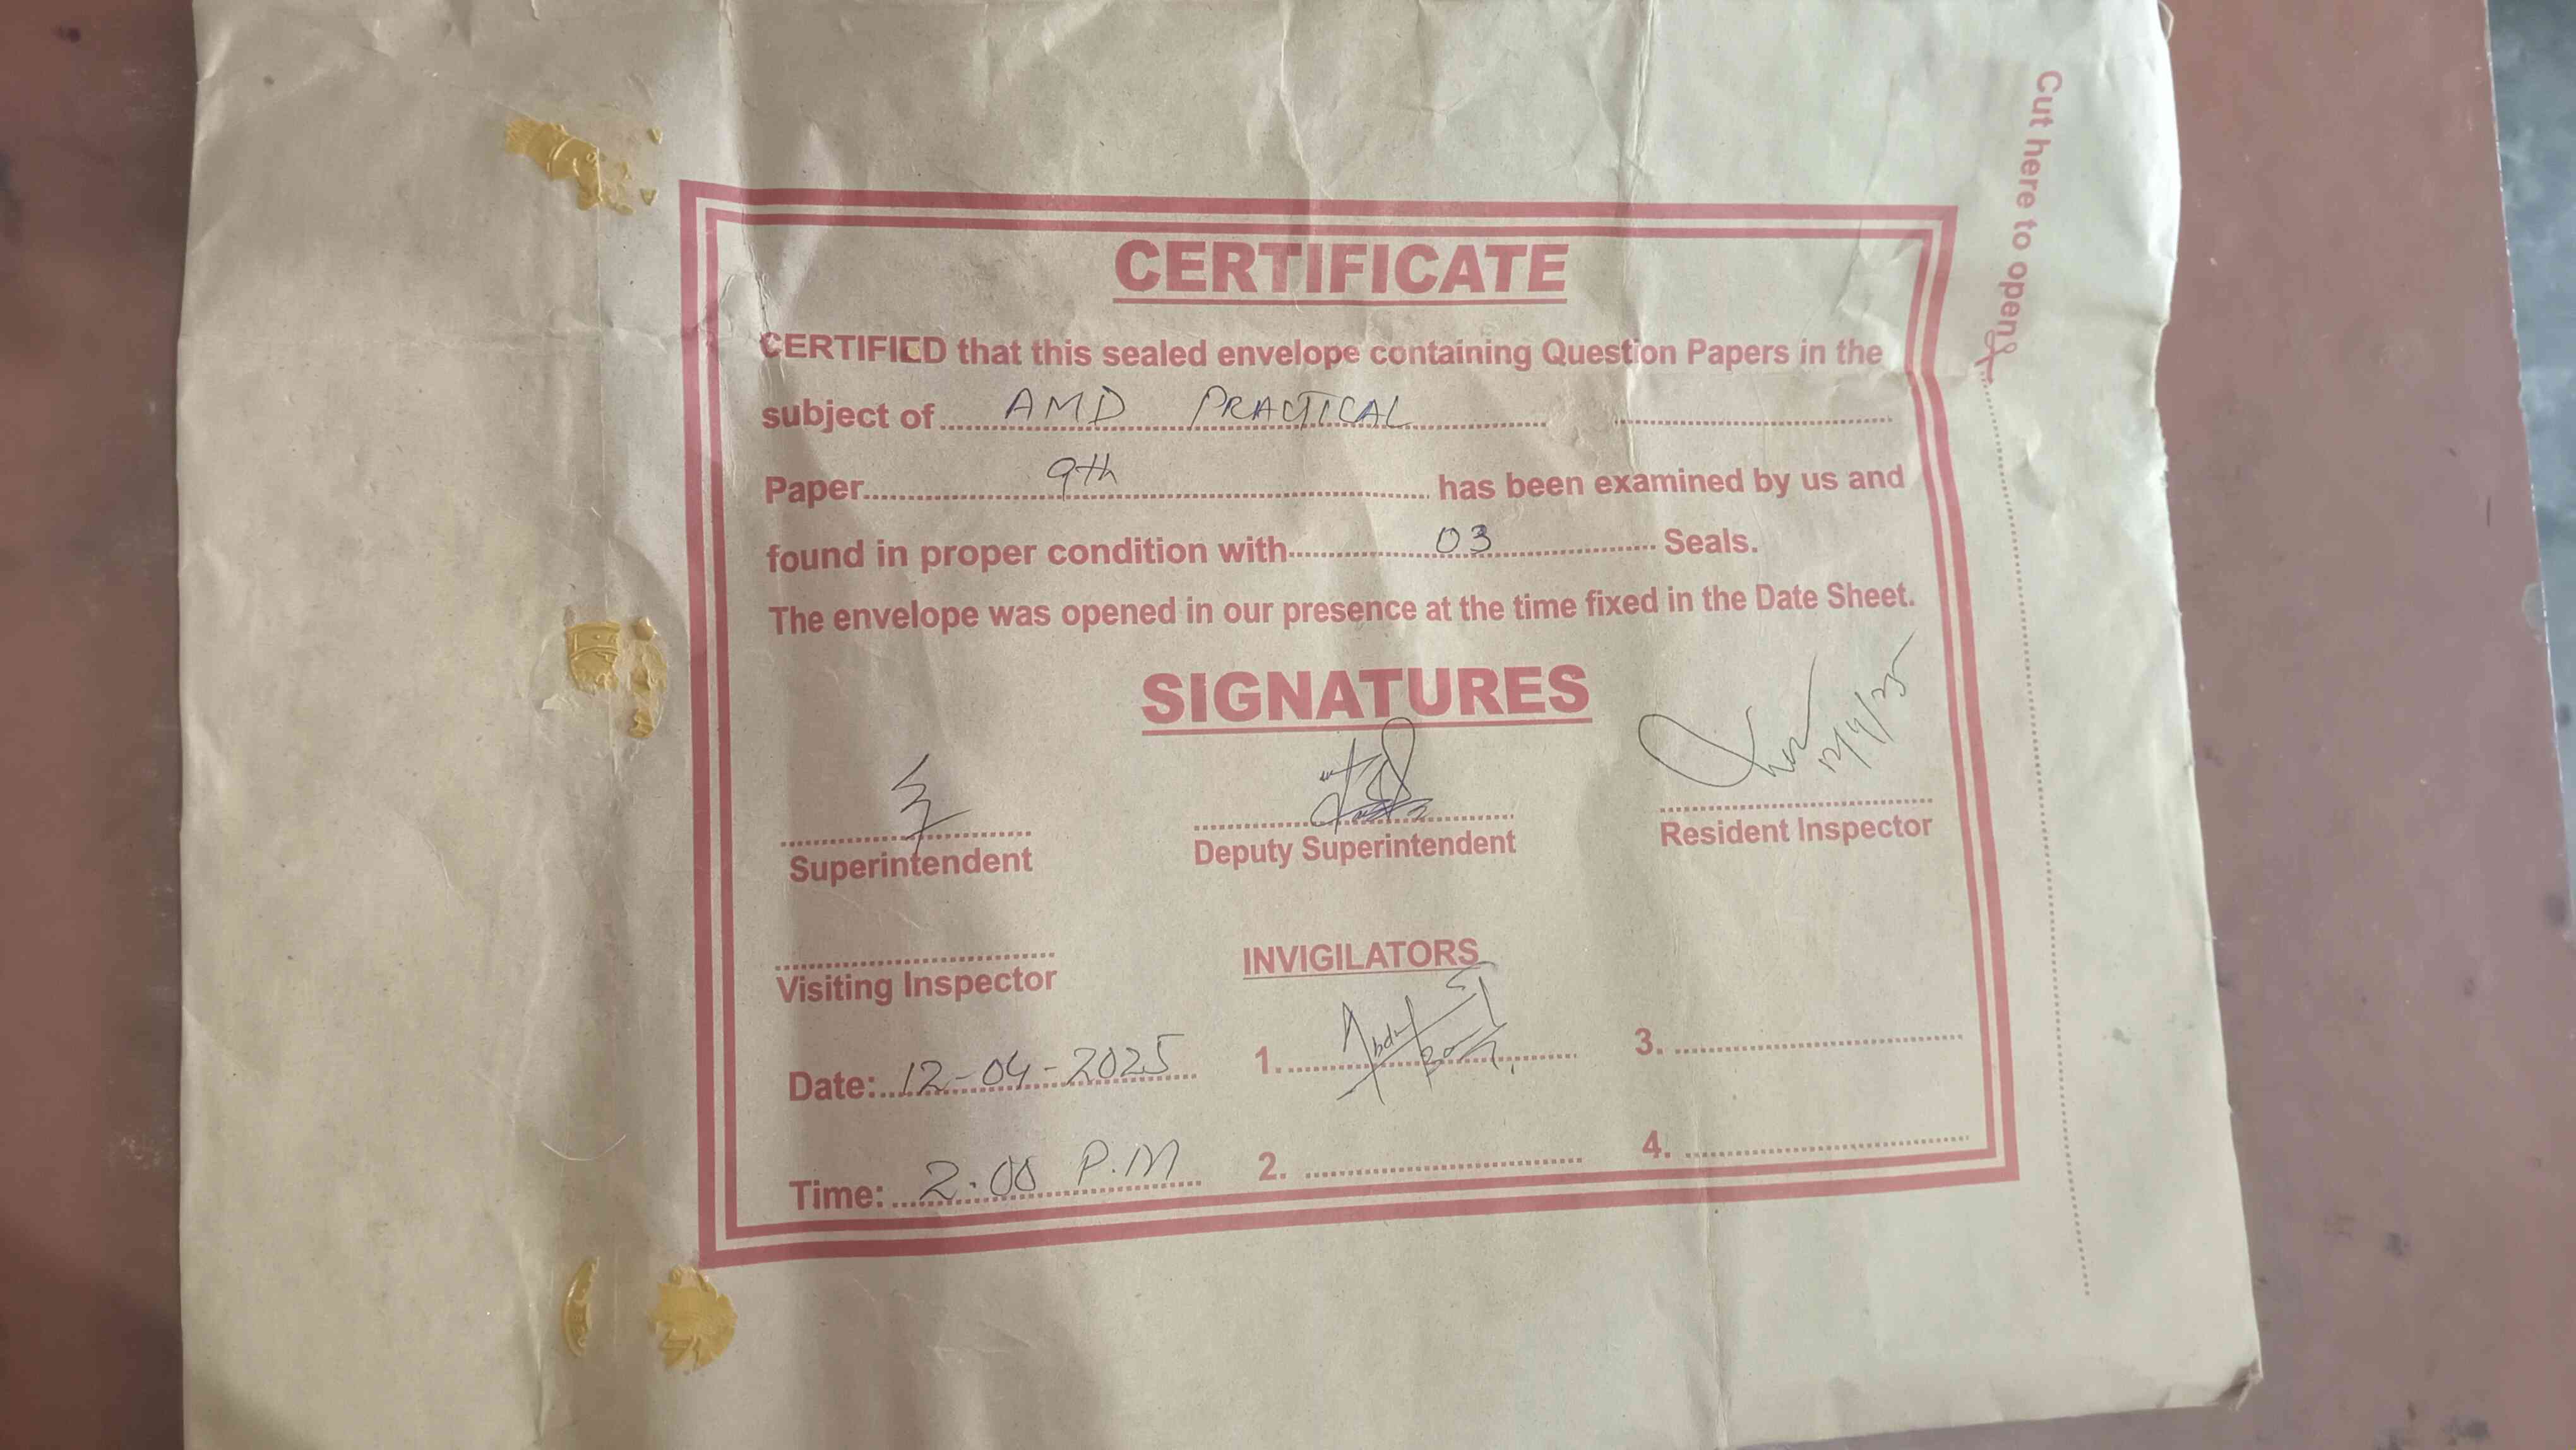 CERTIFICATE
CERTIFIED that this sealed envelope containing Question Papers in the
subject of AMD PRACTICAL
Paper 9th has been examined by us and
found in proper condition with 03 Seals.
The envelope was opened in our presence at the time fixed in the Date Sheet.
SIGNATURES
12/4/25
Superintendent
Deputy Superintendent
Resident Inspector
Visiting Inspector
INVIGILATORS
Date: 12-04-2025
1.
3.
Time: 2.00 P.M
2.
4.
Cut here to open